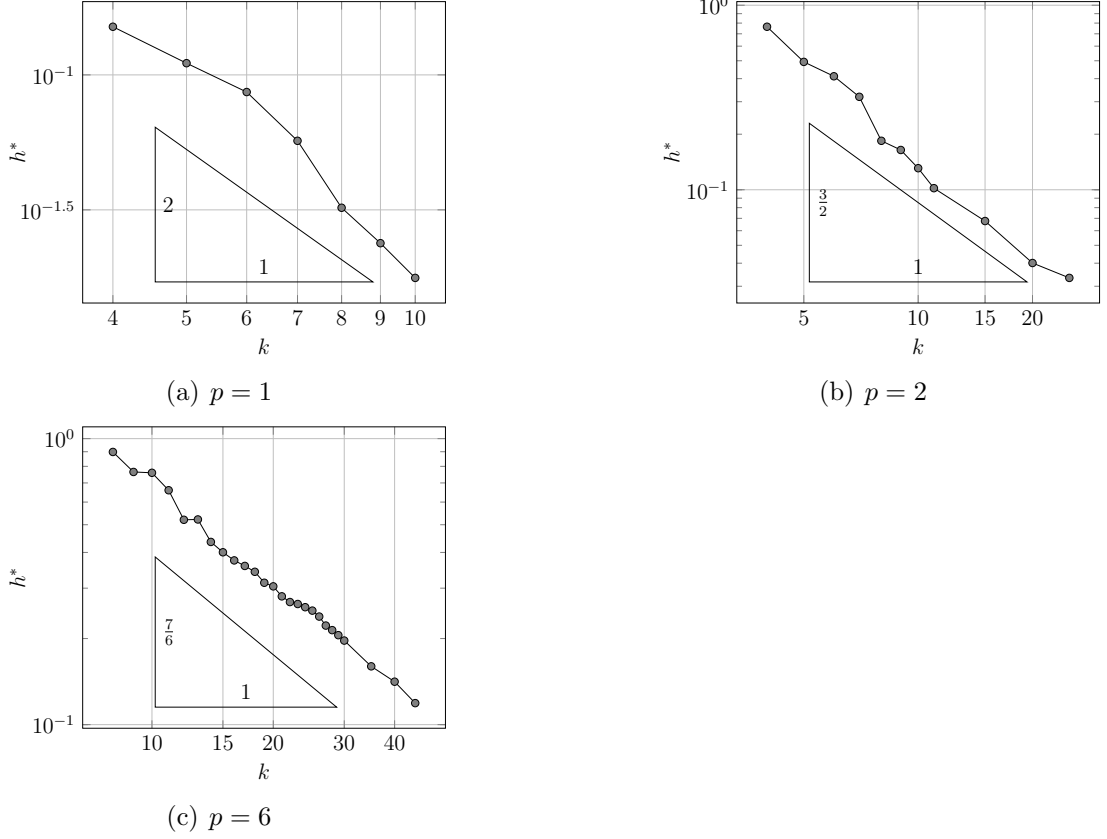 10^{-1}
10^{-1.5}
h*
2
1
4 5 6 7 8 9 10
k
(a) p = 1
10^0
10^{-1}
h*
3/2
1
5 10 15 20
k
(b) p = 2
10^0
10^{-1}
h*
7/6
1
10 15 20 30 40
k
(c) p = 6